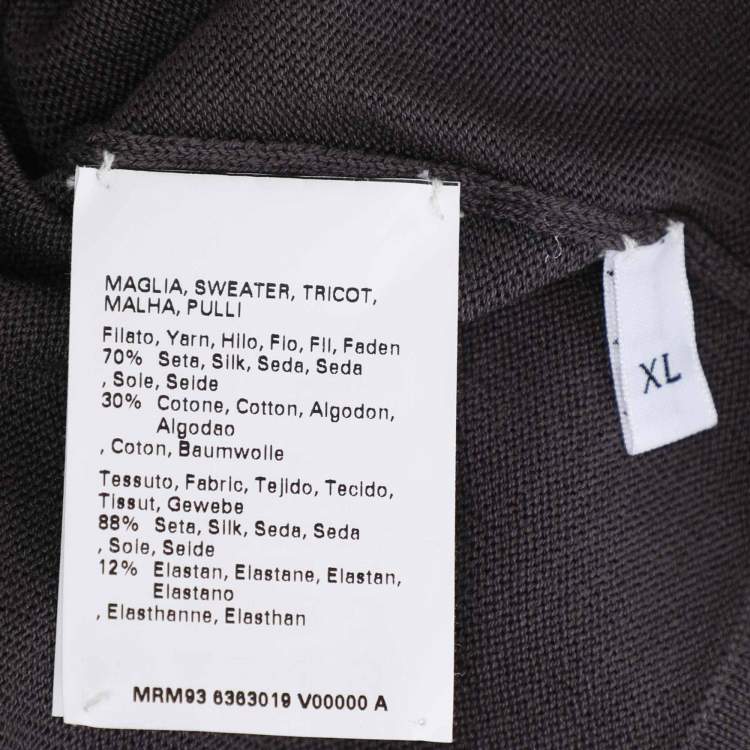 MAGLIA, SWEATER, TRICOT,
MALHA, PULLI
Filato, Yarn, Hilo, Fio, Fil, Faden
70% Seta, Silk, Seda, Seda
, Soie, Seide
30% Cotone, Cotton, Algodon,
Algodao
, Coton, Baumwolle
Tessuto, Fabric, Tejido, Tecido,
Tissut, Gewebe
88% Seta, Silk, Seda, Seda
, Soie, Seide
12% Elastan, Elastane, Elastan,
Elastano
, Elasthanne, Elasthan
MRM93 6363019 V00000 A
XL